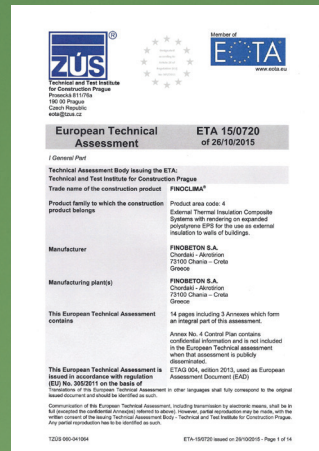 Member of
ZÚS
®
EOTA
www.eota.eu
Technical and Test Institute
for Construction Prague
Prosecká 811/76a
190 00 Prague
Czech Republic
eota@tzus.cz
European Technical Assessment
ETA 15/0720
of 26/10/2015
I General Part
Technical Assessment Body issuing the ETA:
Technical and Test Institute for Construction Prague
Trade name of the construction product
FINOCLIMA®
Product family to which the construction
product belongs
Product area code: 4
External Thermal Insulation Composite
Systems with rendering on expanded
polystyrene EPS for the use as external
insulation to walls of buildings.
Manufacturer
FINOBETON S.A.
Chordaki - Akrotirion
73100 Chania – Creta
Greece
Manufacturing plant(s)
FINOBETON S.A.
Chordaki - Akrotirion
73100 Chania – Creta
Greece
This European Technical Assessment
contains
14 pages including 3 Annexes which form
an integral part of this assessment.
Annex No. 4 Control Plan contains
confidential information and is not included
in the European Technical assessment
when that assessment is publicly
disseminated.
This European Technical Assessment is
issued in accordance with regulation
(EU) No. 305/2011 on the basis of
ETAG 004, edition 2013, used as European
Assessment Document (EAD)
Translations of this European Technical Assessment in other languages shall fully correspond to the original
issued document and should be identified as such.
Communication of this European Technical Assessment, including transmission by electronic means, shall be in
full (excepted the confidential Annex(es) referred to above). However, partial reproduction may be made, with the
written consent of the issuing Technical Assessment Body - Technical and Test Institute for Construction Prague.
Any partial reproduction has to be identified as such.
TZÚS 090-041064
ETA-15/0720 issued on 26/10/2015 - Page 1 of 14